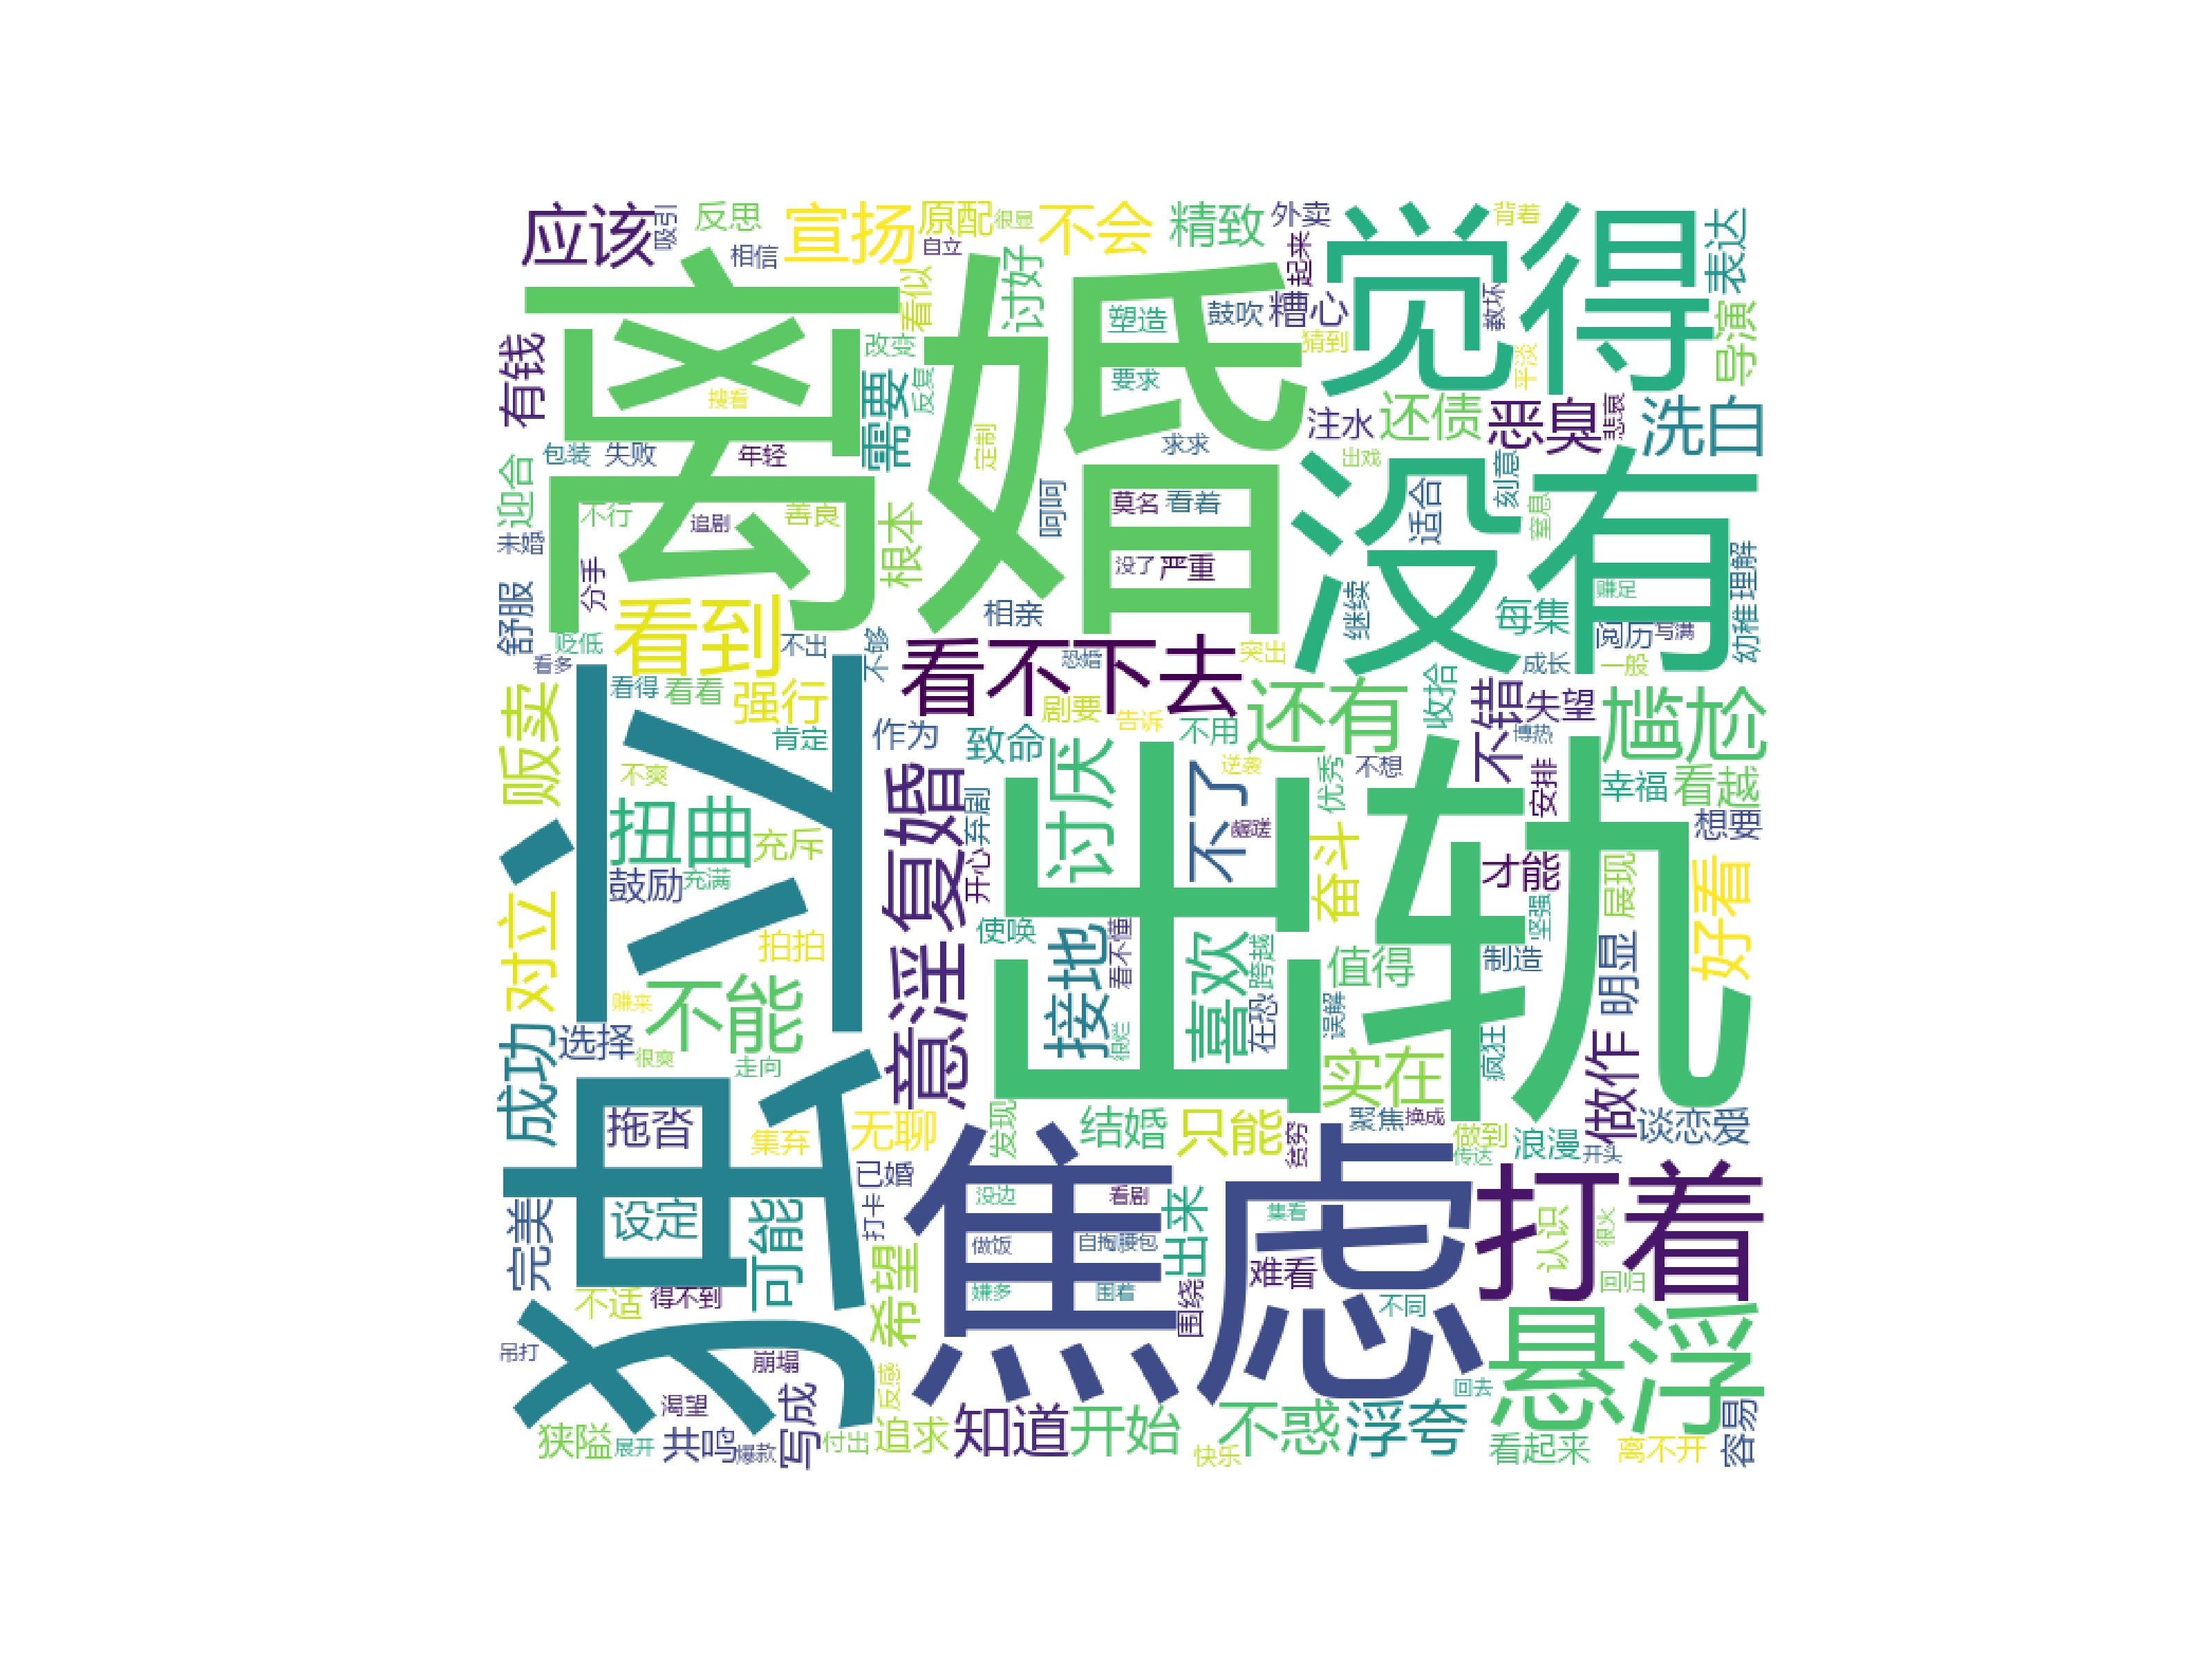 应该
吸引
反思
相信
宣扬
原配
很显
自立
不会
精致
外卖
起来
觉得
背着
表达
离婚
看似
讨好
塑造
鼓吹
糟心
猜到
教坏
平淡
导演
有钱
改变
反复
需要
搜看
要求
注水
还债
恶臭
悲哀
洗白
包装
失败
年轻
定制
求求
出戏
没有
刻意
迎合
不行
追剧
善良
根本
呵呵
莫名
看着
适合
窒息
未婚
分手
没了
严重
理解
舒服
相亲
继续
每集
赚足
阅历
写满
幼稚
看到
贬低
看多
不出
不够
看不下去
恐婚
突出
成长
一般
看得
看看
强行
剧要
告诉
还有
收拾
不错
失望
尴尬
贩卖
独立
肯定
作为
致命
不用
博热
不爽
复婚
讨厌
不了
逆袭
不想
优秀
安排
幸福
看越
扭曲
充斥
弃剧
出轨
龌蹉
奋斗
想要
鼓励
充满
开心
才能
展现
好看
对立
拍拍
意淫
使唤
接地
看不懂
喜欢
跨越
值得
坚强
制造
明显
赚来
不能
在恐
误解
成功
选择
很爽
走向
很烂
实在
疯狂
做作
拖沓
集弃
无聊
发现
结婚
只能
贫穷
聚焦
换成
做到
传达
浪漫
开头
谈恋爱
已婚
焦虑
打着
完美
设定
可能
打卡
没边
看剧
出来
集看
认识
很火
做饭
自掏腰包
难看
回归
不适
得不到
希望
嫌多
围着
围绕
不同
悬浮
吊打
崩塌
反感
回去
渴望
写成
狭隘
展开
共鸣
爆款
付出
追求
知道
开始
快乐
不惑
浮夸
看起来
离不开
容易